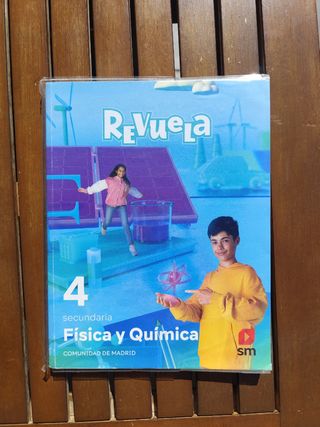 REVUELA
4
secundaria
Física y Química
COMUNIDAD DE MADRID
sm